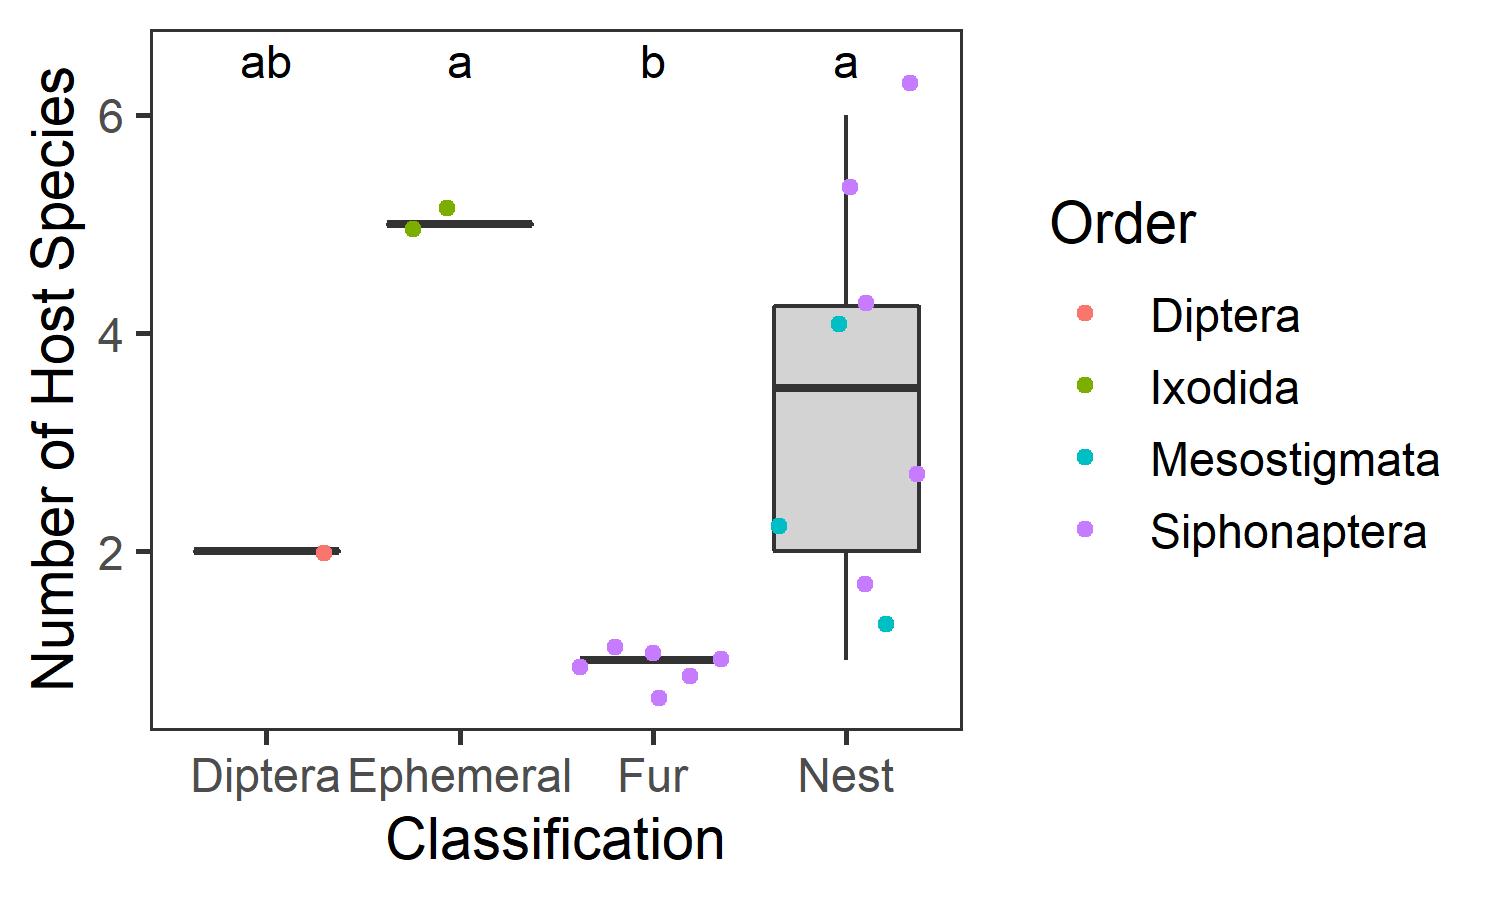 ab a b a
Number of Host Species
6
4
2
Diptera Ephemeral Fur Nest
Classification
Order
Diptera
Ixodida
Mesostigmata
Siphonaptera